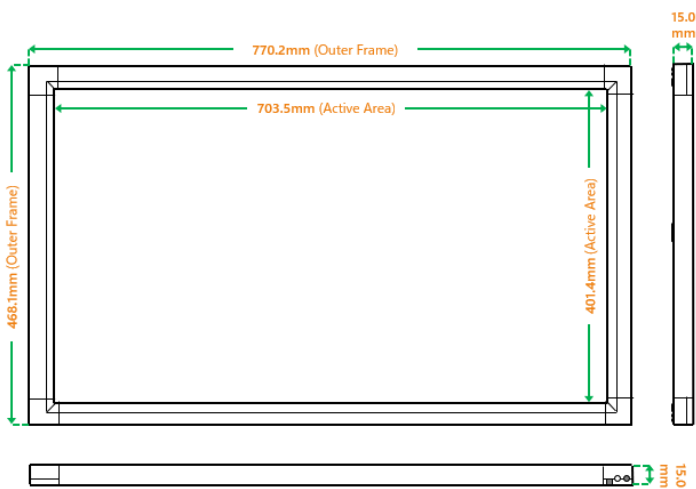 15.0
mm
770.2mm (Outer Frame)
703.5mm (Active Area)
468.1mm (Outer Frame)
401.4mm (Active Area)
15.0
mm